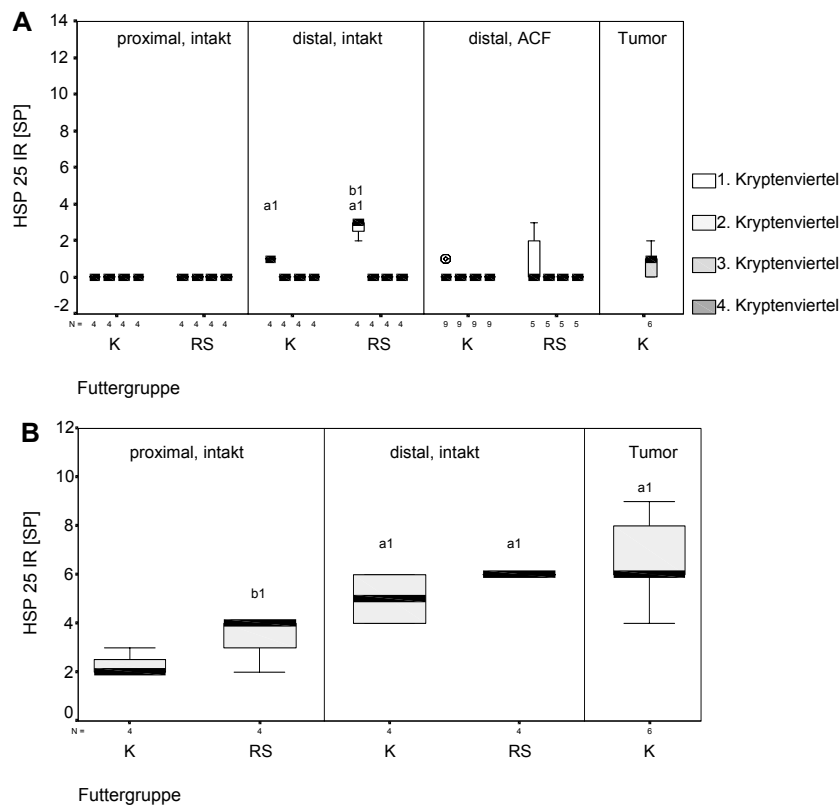 A
14
proximal, intakt distal, intakt distal, ACF Tumor
12
10
HSP 25 IR [SP]
8
6
b1
4
a1 a1
2
0
-2
1. Kryptenviertel
2. Kryptenviertel
3. Kryptenviertel
4. Kryptenviertel
N = 4 4 4 4 4 4 4 4 4 4 4 4 4 4 4 4 9 9 9 9 5 5 5 5 6
K RS K RS K RS K
Futtergruppe
B
12
proximal, intakt distal, intakt Tumor
10
HSP 25 IR [SP]
a1
8
a1 a1
6
b1
4
2
0
N = 4 4 4 4 6
K RS K RS K
Futtergruppe